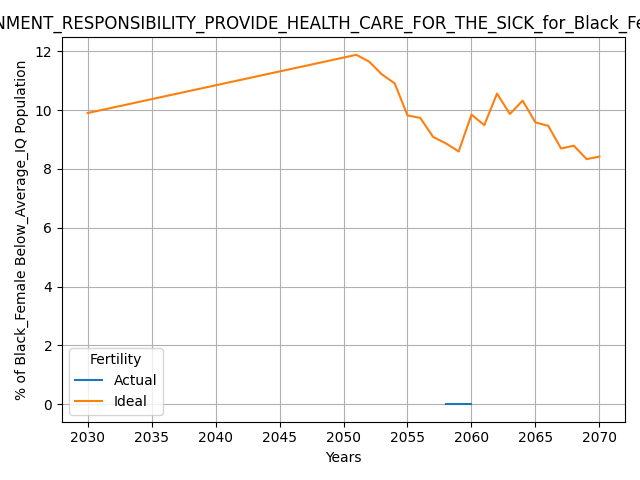 NMENT_RESPONSIBILITY_PROVIDE_HEALTH_CARE_FOR_THE_SICK_for_Black_Fe
% of Black_Female Below_Average_IQ Population
12
10
8
6
4
2
0
Fertility
Actual
Ideal
2030 2035 2040 2045 2050 2055 2060 2065 2070
Years